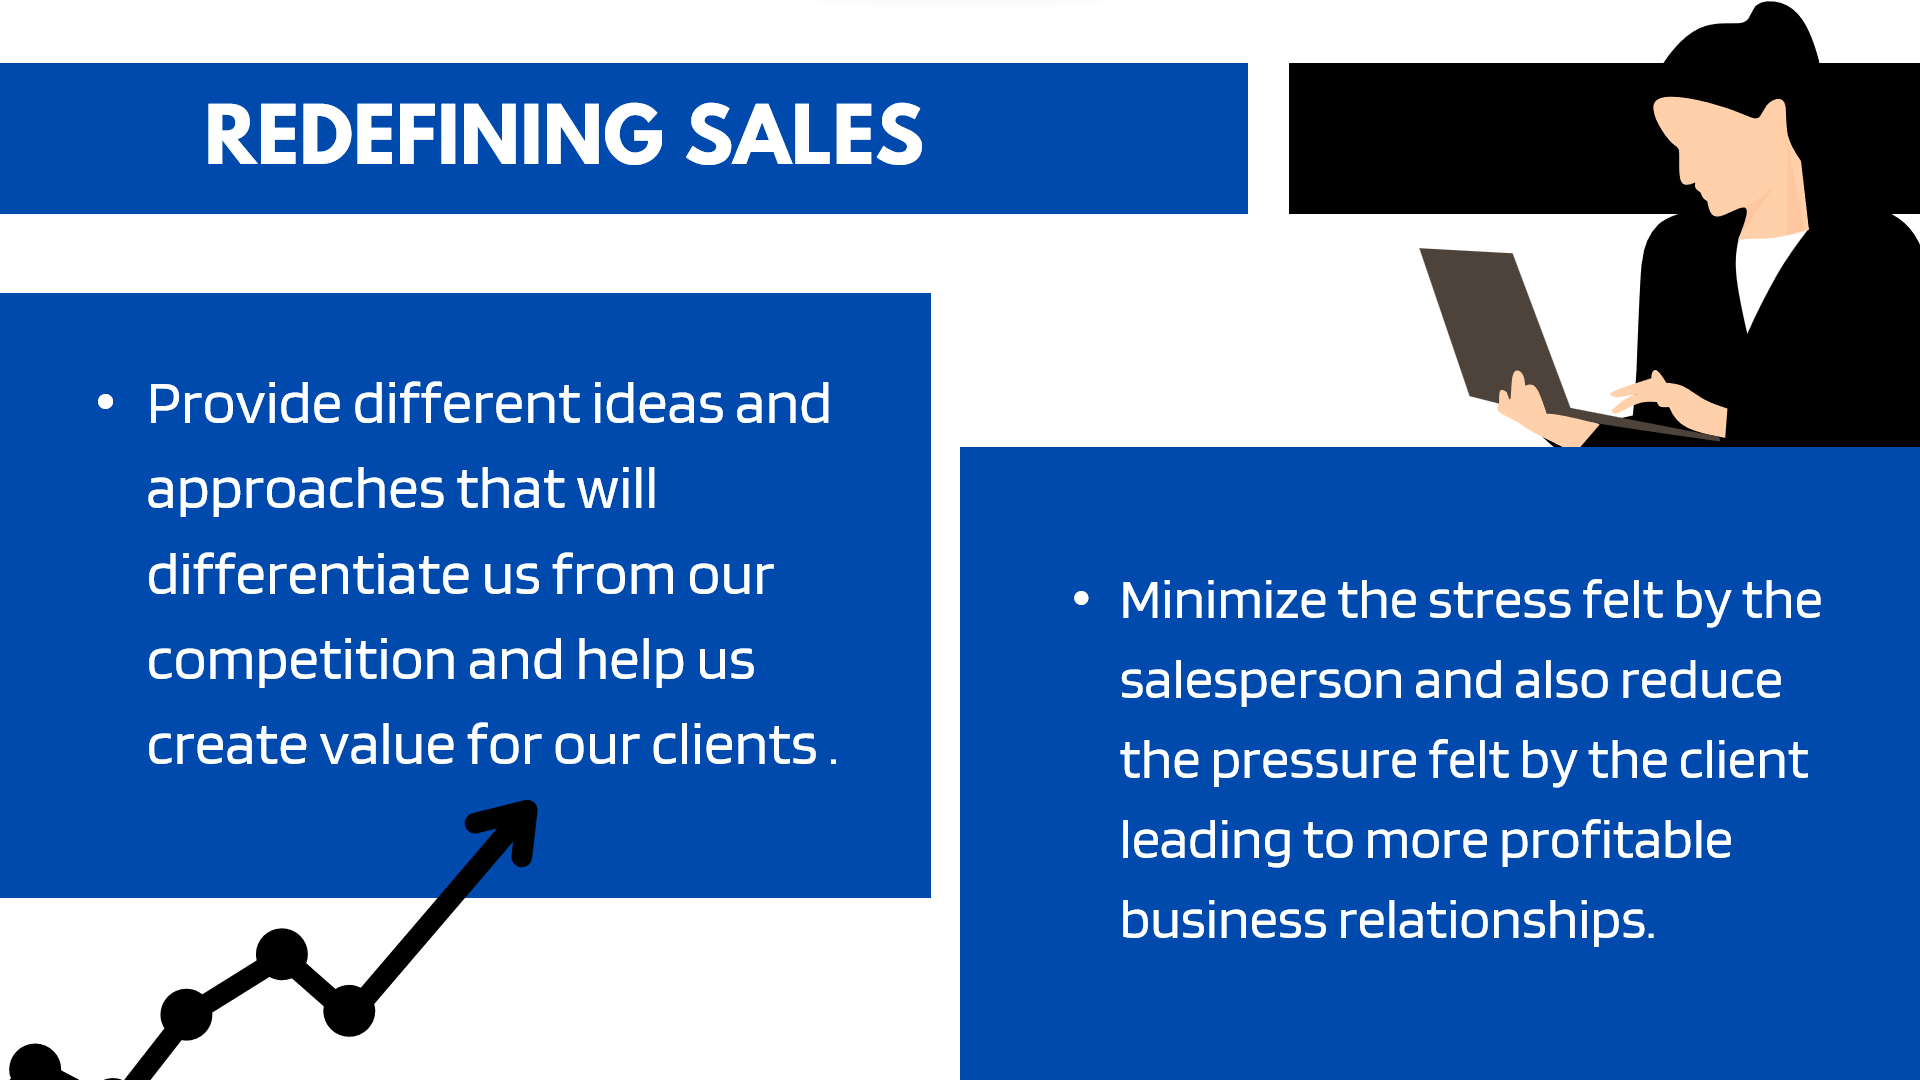 REDEFINING SALES
• Provide different ideas and
approaches that will
differentiate us from our
competition and help us
create value for our clients .
• Minimize the stress felt by the
salesperson and also reduce
the pressure felt by the client
leading to more profitable
business relationships.